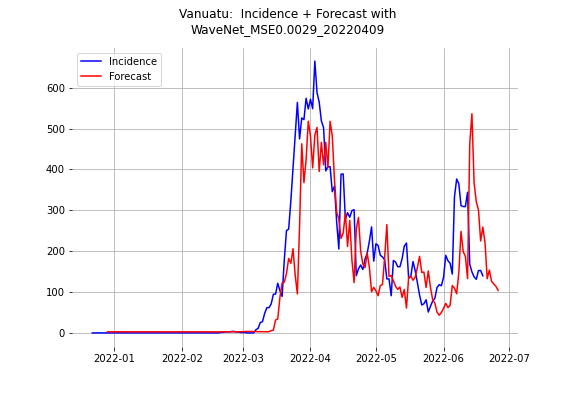 Vanuatu:  Incidence + Forecast with
WaveNet_MSE0.0029_20220409
Incidence
Forecast
600
500
400
300
200
100
0
2022-01 2022-02 2022-03 2022-04 2022-05 2022-06 2022-07